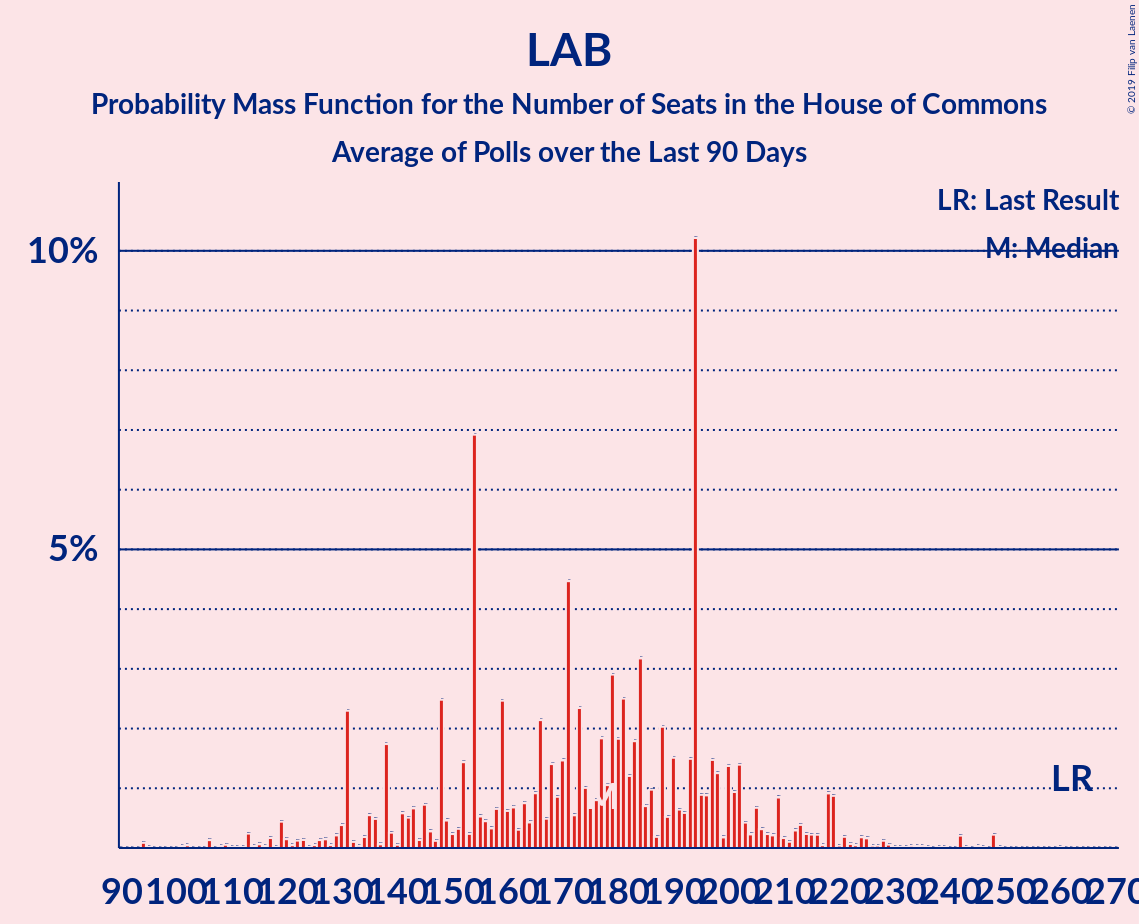 LAB
Probability Mass Function for the Number of Seats in the House of Commons
Average of Polls over the Last 90 Days
© 2019 Filip van Laenen
LR: Last Result
M: Median
10%
5%
LR
90 100 110 120 130 140 150 160 170 180 190 200 210 220 230 240 250 260 270